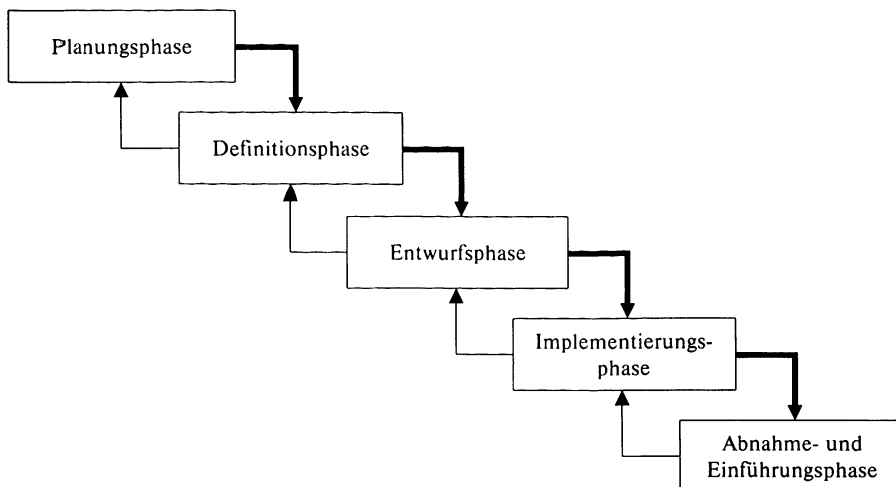 Planungsphase
Definitionsphase
Entwurfsphase
Implementierungs-
phase
Abnahme- und
Einführungsphase